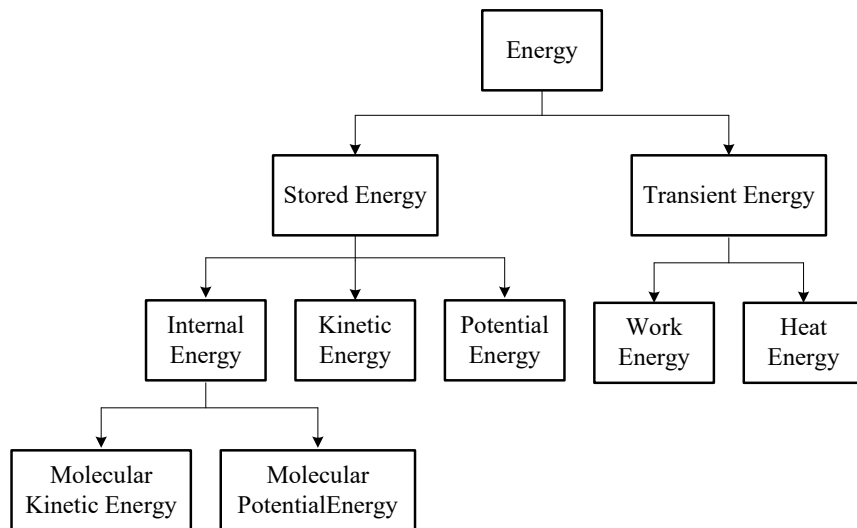 Energy
Stored Energy
Transient Energy
Internal
Energy
Kinetic
Energy
Potential
Energy
Work
Energy
Heat
Energy
Molecular
Kinetic Energy
Molecular
PotentialEnergy